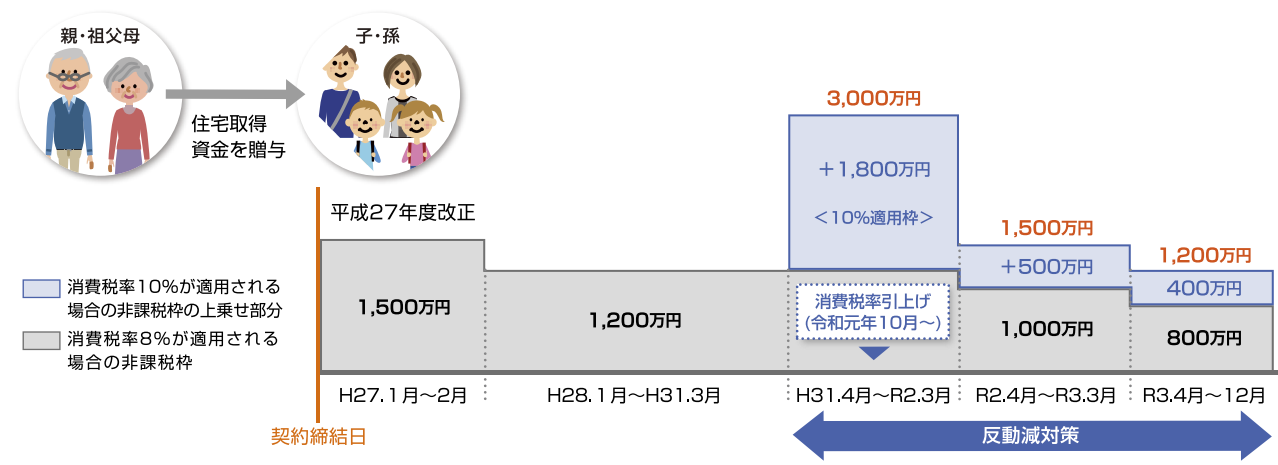 親・祖父母
子・孫
住宅取得
資金を贈与
平成27年度改正
3,000万円
+1,800万円
<10%適用枠>
1,500万円
+500万円
1,200万円
400万円
消費税率10%が適用される
場合の非課税枠の上乗せ部分
消費税率8%が適用される
場合の非課税枠
1,500万円
1,200万円
消費税率引上げ
(令和元年10月~)
1,000万円
800万円
H27.1月~2月
H28.1月~H31.3月
H31.4月~R2.3月
R2.4月~R3.3月
R3.4月~12月
契約締結日
反動減対策